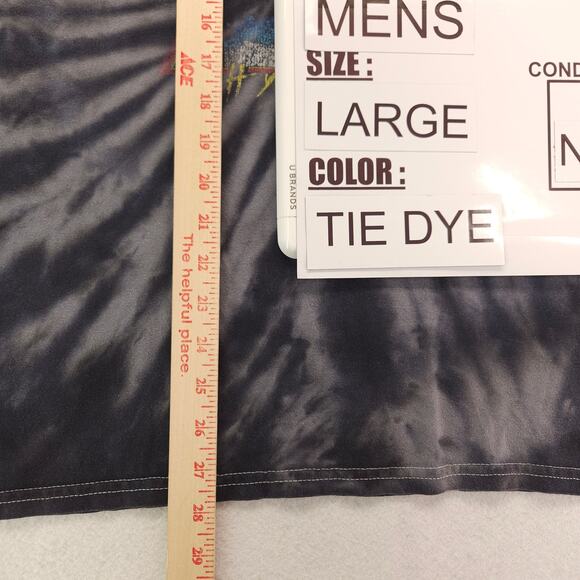 MENS
SIZE:
LARGE
COLOR:
TIE DYE
COND
N
U BRANDS
ACE
The helpful place.
16
17
18
19
20
21
22
23
24
25
26
27
28
29
H y